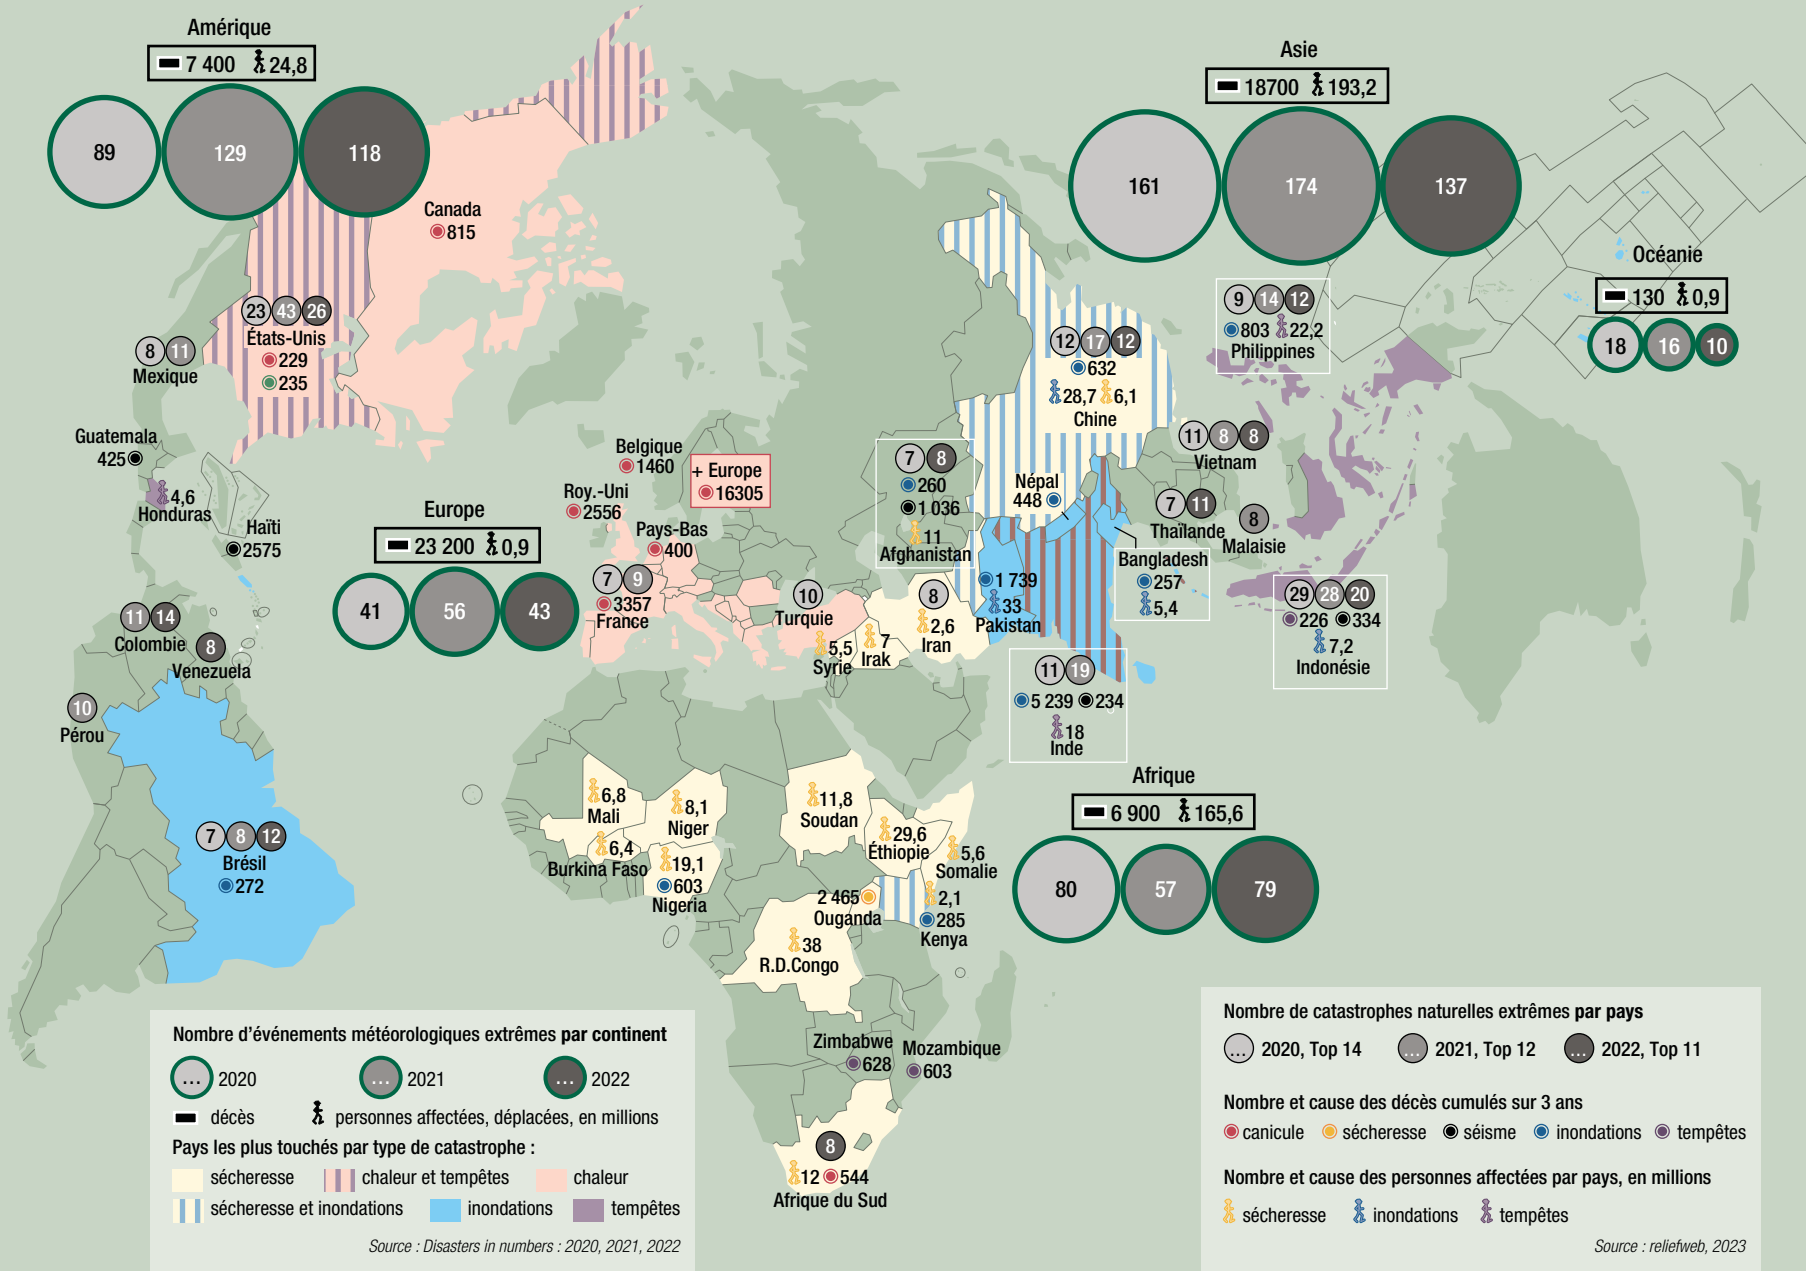 Amérique
7 400 24,8
89 129 118
Asie
18700 193,2
161 174 137
Océanie
130 0,9
18 16 10
Canada
815
23 43 26
États-Unis
229
235
8 11
Mexique
Guatemala
425
4,6
Honduras
Haïti
2575
11 14
Colombie
8
Venezuela
10
Pérou
7 8 12
Brésil
272
Europe
23 200 0,9
41 56 43
Belgique
1460
+ Europe
16305
Roy.-Uni
2556
Pays-Bas
400
7 9
3357
France
10
Turquie
5,5
Syrie
7
Irak
8
2,6
Iran
7 8
260
1 036
11
Afghanistan
1 739
33
Pakistan
Népal
448
12 17 12
632
28,7 6,1
Chine
9 14 12
803 22,2
Philippines
11 8 8
Vietnam
7 11
Thaïlande
8
Malaisie
Bangladesh
257
5,4
29 28 20
226 334
7,2
Indonésie
11 19
5 239 234
18
Inde
Afrique
6 900 165,6
80 57 79
6,8
Mali
8,1
Niger
6,4
Burkina Faso
19,1
603
Nigeria
11,8
Soudan
29,6
Éthiopie
5,6
Somalie
2 465
Ouganda
2,1
285
Kenya
38
R.D.Congo
Zimbabwe
628
Mozambique
603
8
12 544
Afrique du Sud
Nombre d’événements météorologiques extrêmes par continent
... 2020 ... 2021 ... 2022
décès personnes affectées, déplacées, en millions
Pays les plus touchés par type de catastrophe :
sécheresse chaleur et tempêtes chaleur
sécheresse et inondations inondations tempêtes
Source : Disasters in numbers : 2020, 2021, 2022
Nombre de catastrophes naturelles extrêmes par pays
... 2020, Top 14 ... 2021, Top 12 ... 2022, Top 11
Nombre et cause des décès cumulés sur 3 ans
canicule sécheresse séisme inondations tempêtes
Nombre et cause des personnes affectées par pays, en millions
sécheresse inondations tempêtes
Source : reliefweb, 2023